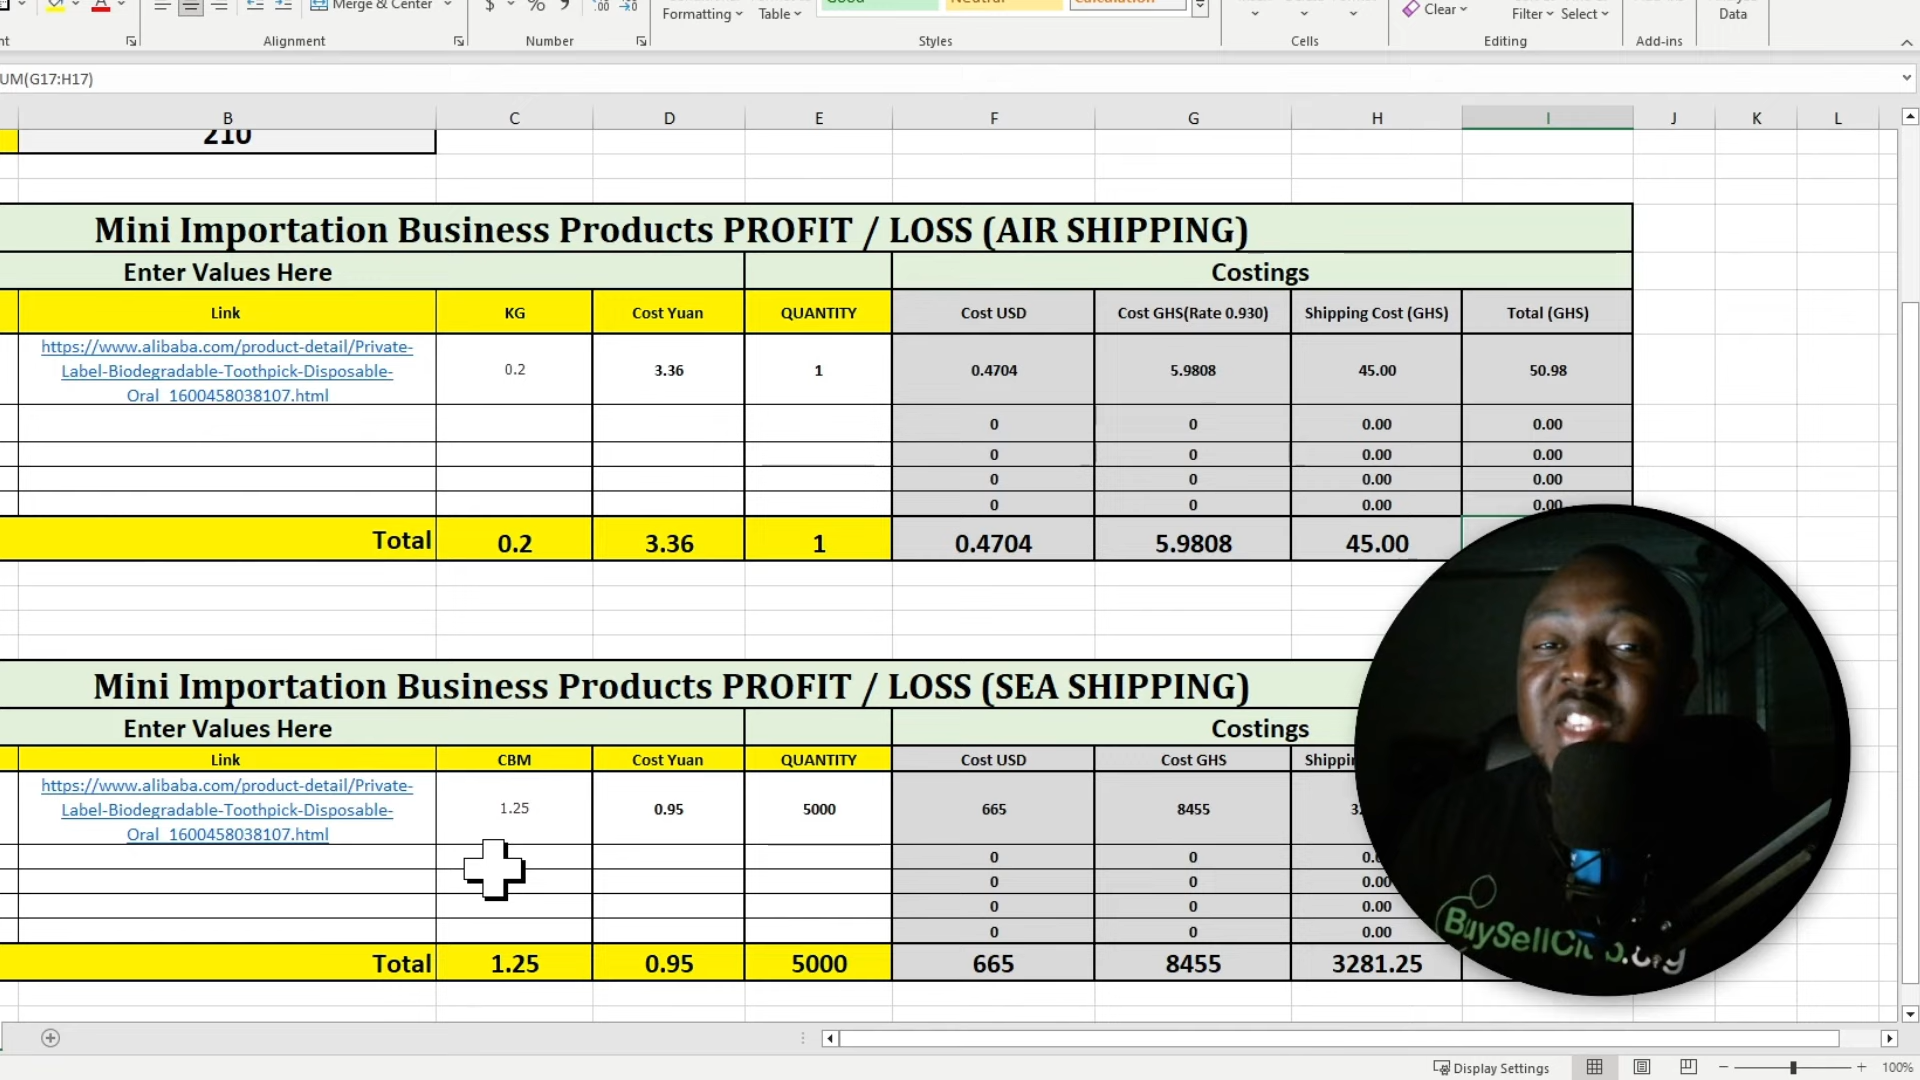 Merge & Center
$ % 9
Formatting Table
Good Neutral Calculation
Clear
Filter Select
Data
Alignment Number Styles Cells Editing Add-ins
UM(G17:H17)
B C D E F G H I J K L
210
Mini Importation Business Products PROFIT / LOSS (AIR SHIPPING)
Enter Values Here Costings
Link KG Cost Yuan QUANTITY Cost USD Cost GHS(Rate 0.930) Shipping Cost (GHS) Total (GHS)
https://www.alibaba.com/product-detail/Private-
Label-Biodegradable-Toothpick-Disposable-
Oral_1600458038107.html
0.2 3.36 1 0.4704 5.9808 45.00 50.98
0 0 0.00 0.00
0 0 0.00 0.00
0 0 0.00 0.00
0 0 0.00 0.00
Total 0.2 3.36 1 0.4704 5.9808 45.00
Mini Importation Business Products PROFIT / LOSS (SEA SHIPPING)
Enter Values Here Costings
Link CBM Cost Yuan QUANTITY Cost USD Cost GHS
https://www.alibaba.com/product-detail/Private-
Label-Biodegradable-Toothpick-Disposable-
Oral_1600458038107.html
1.25 0.95 5000 665 8455
0 0
0 0 0.00
0 0 0.00
0 0 0.00
Total 1.25 0.95 5000 665 8455 3281.25
BuySellClub.org
Display Settings 100%